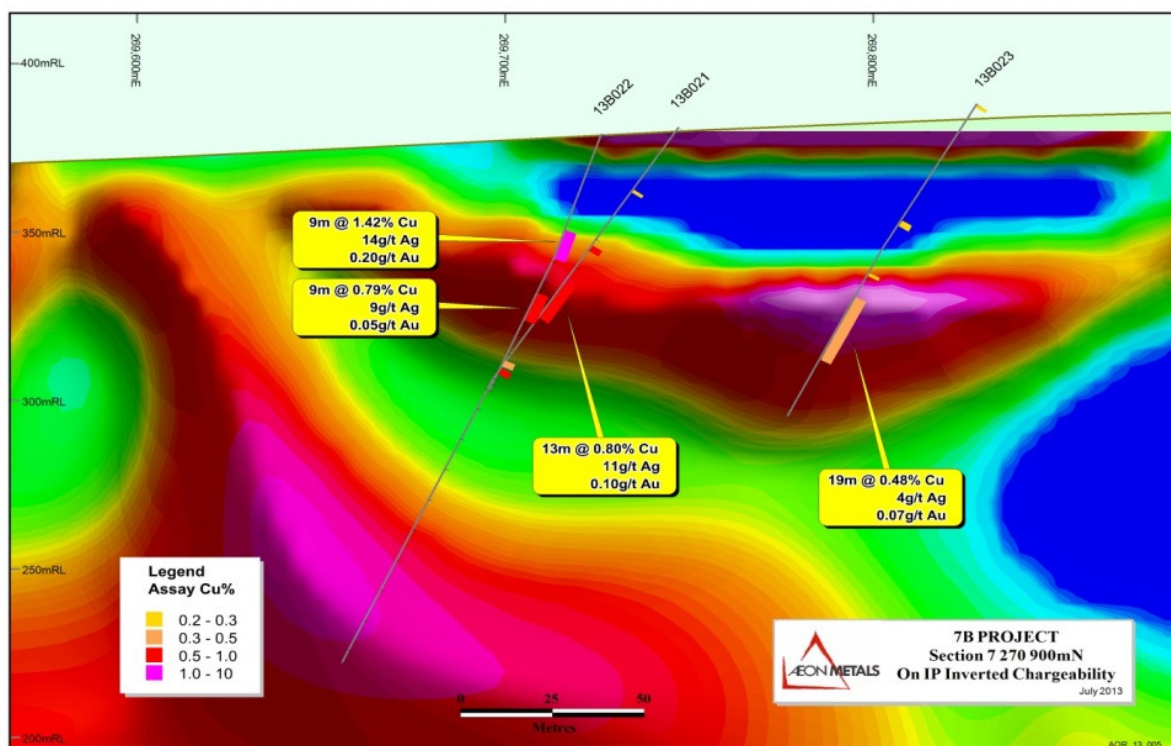 400mRL
269,600mE
269,700mE
269,800mE
13B022
13B021
13B023
350mRL
9m @ 1.42% Cu
14g/t Ag
0.20g/t Au
9m @ 0.79% Cu
9g/t Ag
0.05g/t Au
300mRL
13m @ 0.80% Cu
11g/t Ag
0.10g/t Au
19m @ 0.48% Cu
4g/t Ag
0.07g/t Au
250mRL
Legend
Assay Cu%
0.2 - 0.3
0.3 - 0.5
0.5 - 1.0
1.0 - 10
0 25 50
Metres
AEON METALS
7B PROJECT
Section 7 270 900mN
On IP Inverted Chargeability
July 2013
200mRL
AQR_13_005